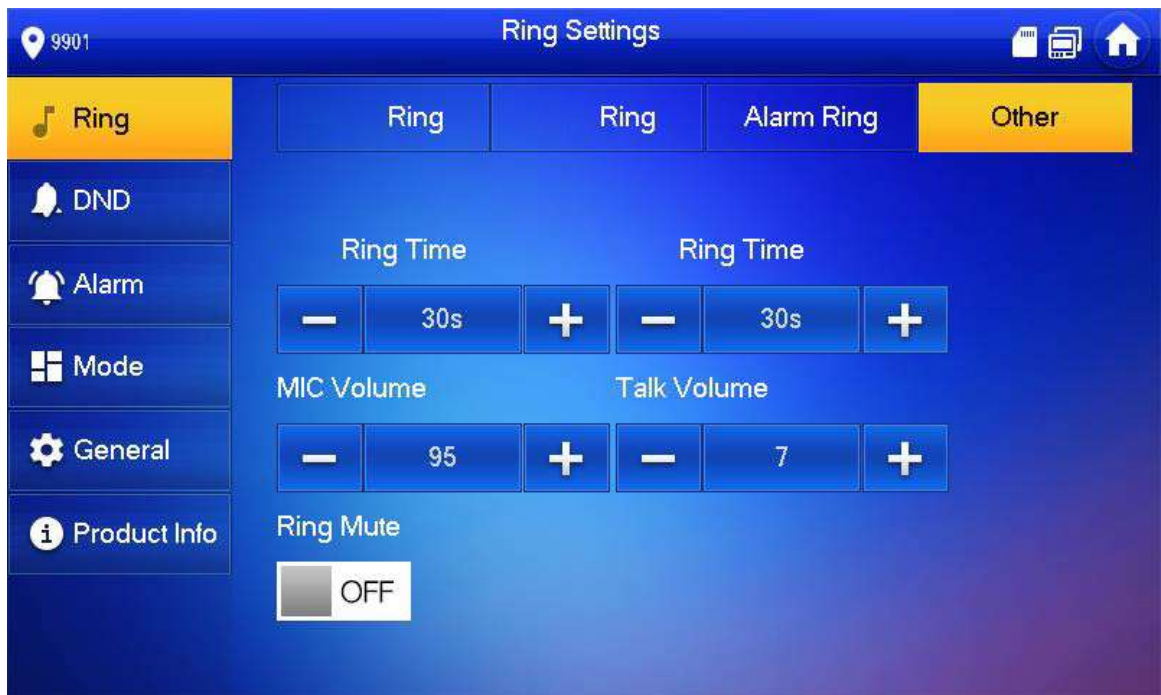 9901
Ring Settings
Ring
DND
Alarm
Mode
General
Product Info
Ring
Ring
Alarm Ring
Other
Ring Time
Ring Time
30s
30s
MIC Volume
Talk Volume
95
7
Ring Mute
OFF